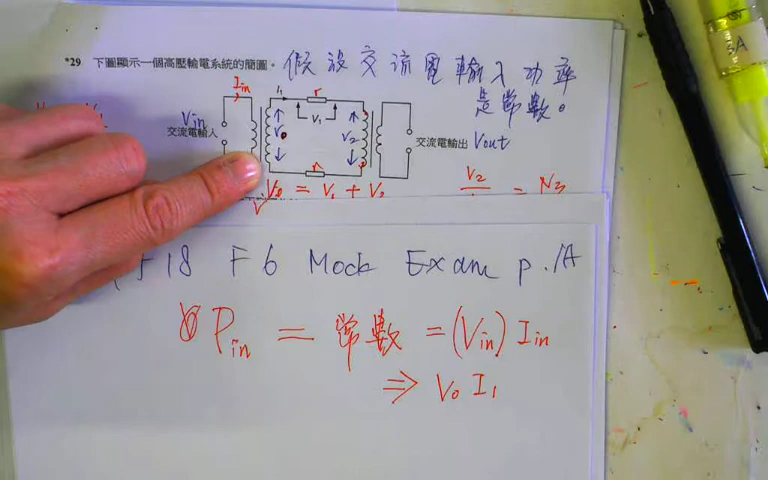 *29 下圖顯示一個高壓輸電系統的簡圖。 假設交流電輸入功率
是常數。
Iin
I1 r
Vin
交流電輸入
V0
V1
V2
交流電輸出 Vout
r
V0 = V1 + V2
V2 = N3
18 F6 Mock Exam p.1A
Pin = 常數 = (Vin) Iin
⇒ V0 I1